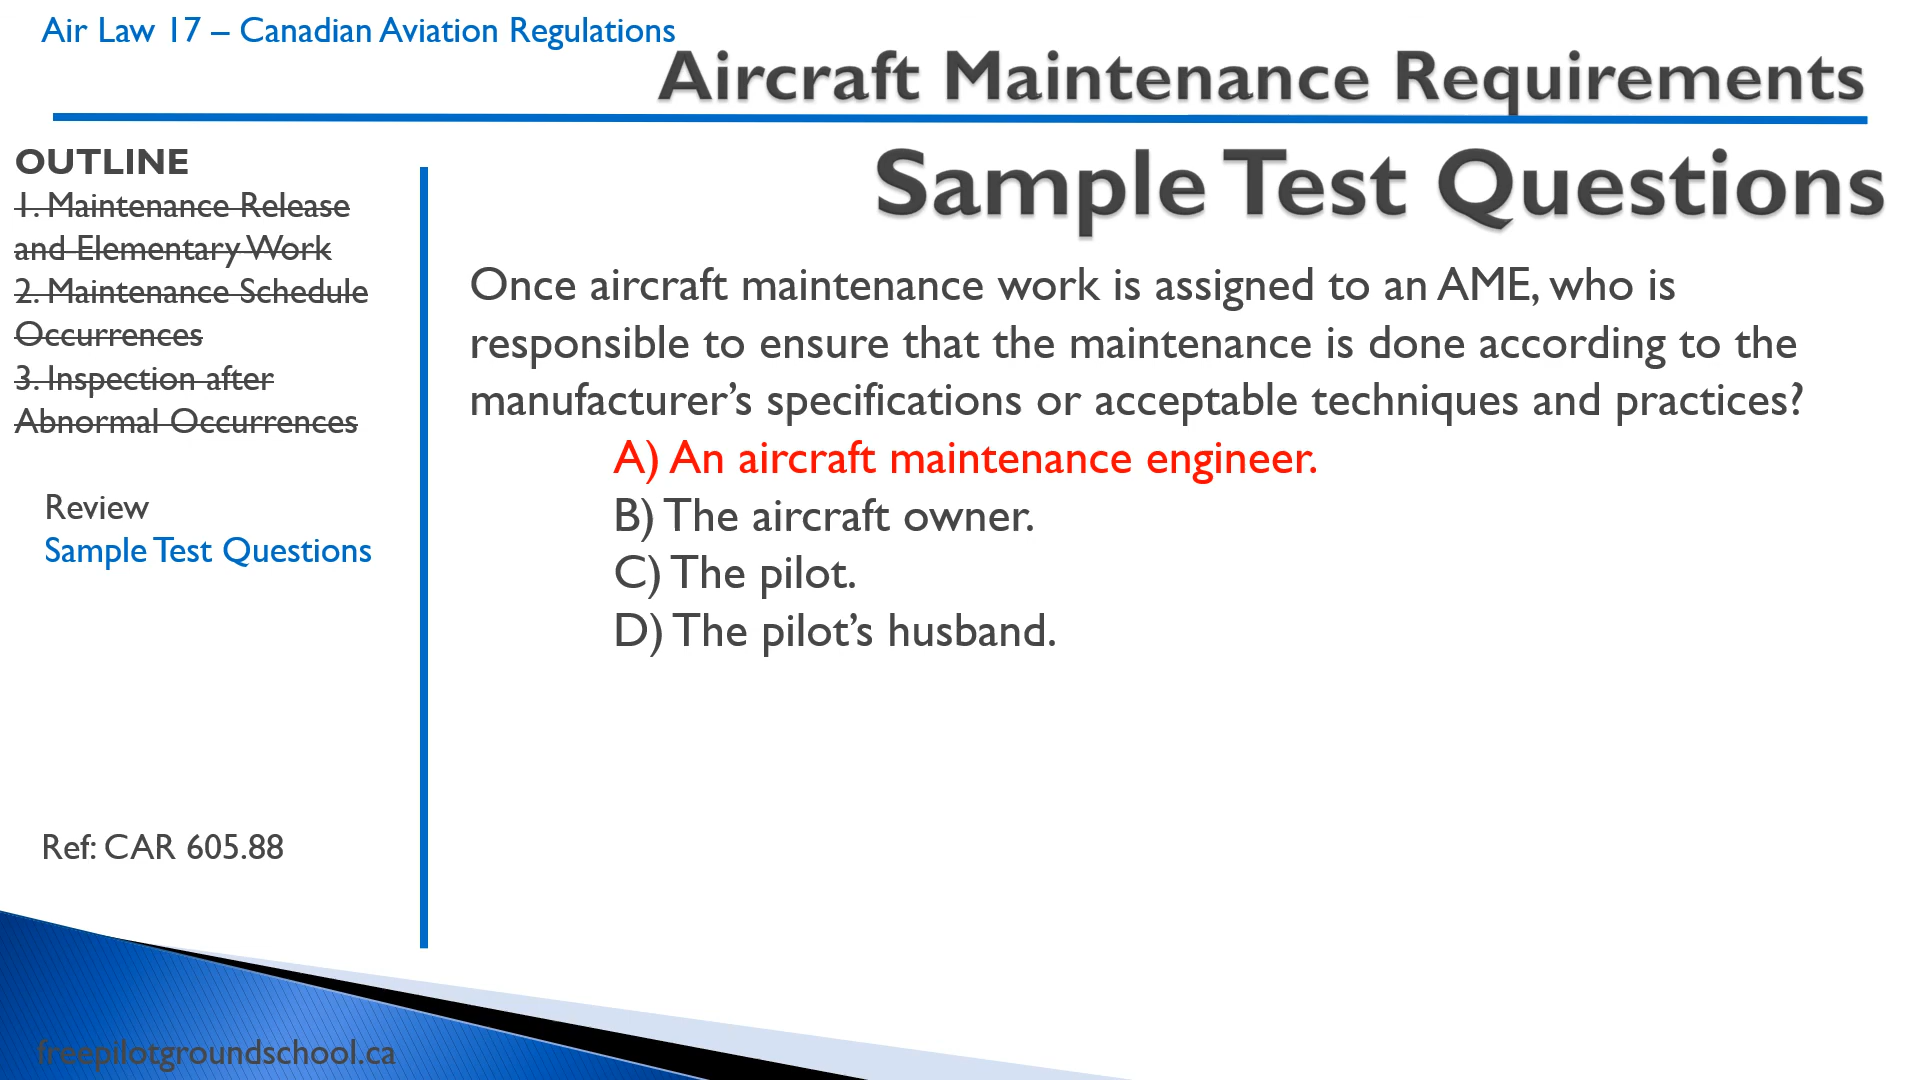 Air Law 17 – Canadian Aviation Regulations
Aircraft Maintenance Requirements
OUTLINE
1. Maintenance Release
and Elementary Work
2. Maintenance Schedule
Occurrences
3. Inspection after
Abnormal Occurrences
Review
Sample Test Questions
Ref: CAR 605.88
Sample Test Questions
Once aircraft maintenance work is assigned to an AME, who is
responsible to ensure that the maintenance is done according to the
manufacturer’s specifications or acceptable techniques and practices?
A) An aircraft maintenance engineer.
B) The aircraft owner.
C) The pilot.
D) The pilot’s husband.
freepilotgroundschool.ca